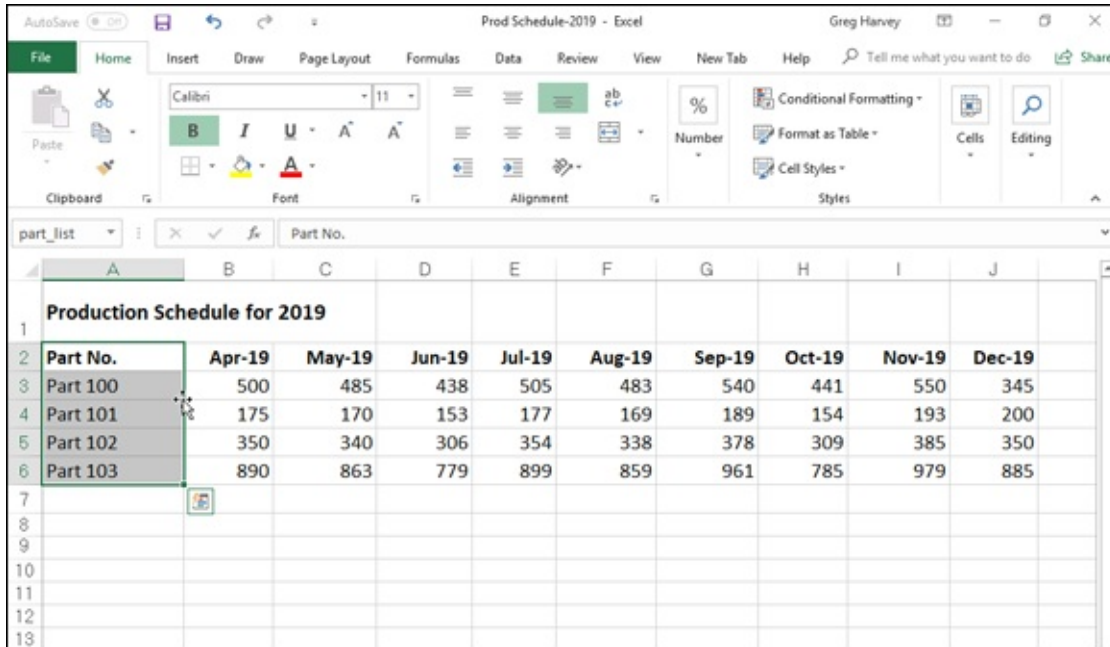 AutoSave Off Prod Schedule-2019 - Excel Greg Harvey
File Home Insert Draw Page Layout Formulas Data Review View New Tab Help Tell me what you want to do Share
Calibri 11 ab % Conditional Formatting
Paste B I U A A Number Format as Table Cells Editing
A Cell Styles
Clipboard Font Alignment Styles
part_list fx Part No.
A B C D E F G H I J
1 Production Schedule for 2019
2 Part No. Apr-19 May-19 Jun-19 Jul-19 Aug-19 Sep-19 Oct-19 Nov-19 Dec-19
3 Part 100 500 485 438 505 483 540 441 550 345
4 Part 101 175 170 153 177 169 189 154 193 200
5 Part 102 350 340 306 354 338 378 309 385 350
6 Part 103 890 863 779 899 859 961 785 979 885
7
8
9
10
11
12
13